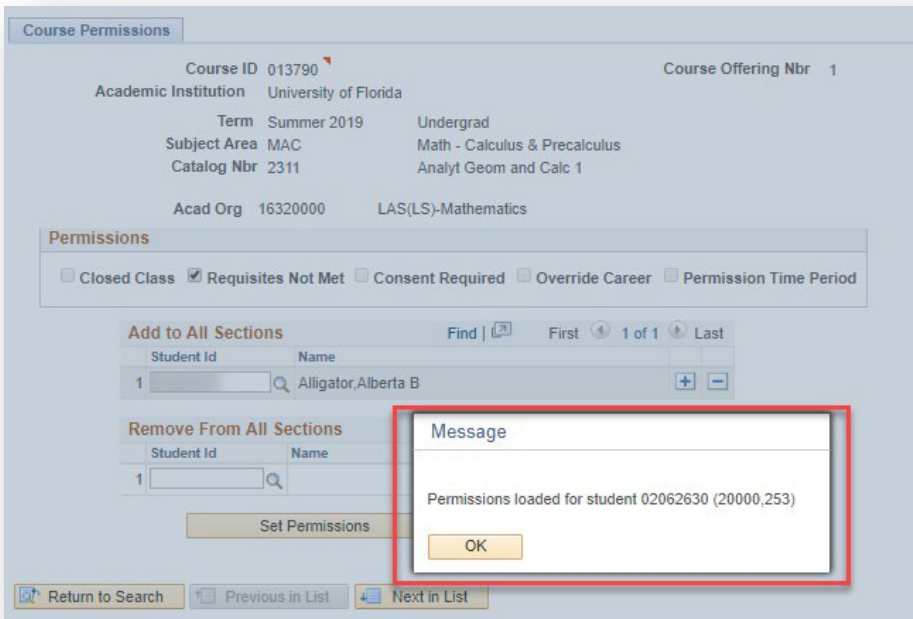 Course Permissions
Course ID 013790 Course Offering Nbr 1
Academic Institution University of Florida
Term Summer 2019 Undergrad
Subject Area MAC Math - Calculus & Precalculus
Catalog Nbr 2311 Analyt Geom and Calc 1
Acad Org 16320000 LAS(LS)-Mathematics
Permissions
Closed Class Requisites Not Met Consent Required Override Career Permission Time Period
Add to All Sections Find | First 1 of 1 Last
Student Id Name
1 Alligator,Alberta B
Remove From All Sections
Student Id Name
1
Message
Permissions loaded for student 02062630 (20000,253)
OK
Set Permissions
Return to Search Previous in List Next in List